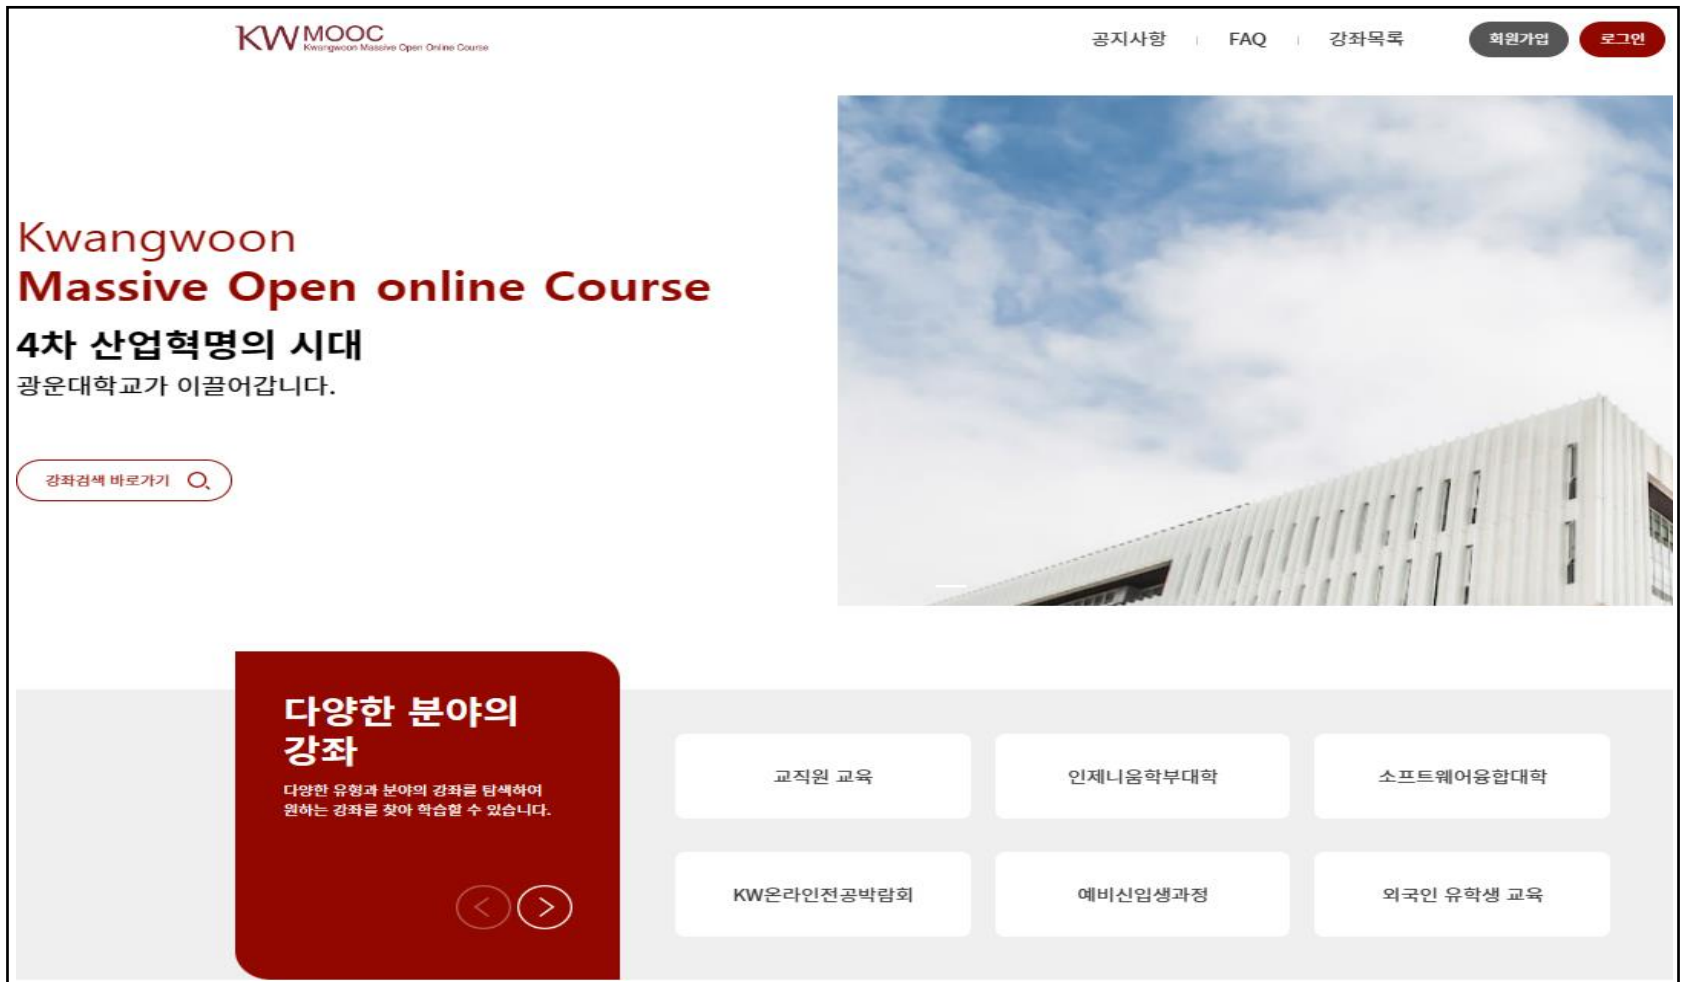 KW MOOC
Kwangwoon Massive Open Online Course
공지사항
FAQ
강좌목록
회원가입
로그인
Kwangwoon
Massive Open online Course
4차 산업혁명의 시대
광운대학교가 이끌어갑니다.
강좌검색 바로가기
다양한 분야의
강좌
다양한 유형과 분야의 강좌를 탐색하여
원하는 강좌를 찾아 학습할 수 있습니다.
교직원 교육
인제니움학부대학
소프트웨어융합대학
KW온라인전공박람회
예비신입생과정
외국인 유학생 교육